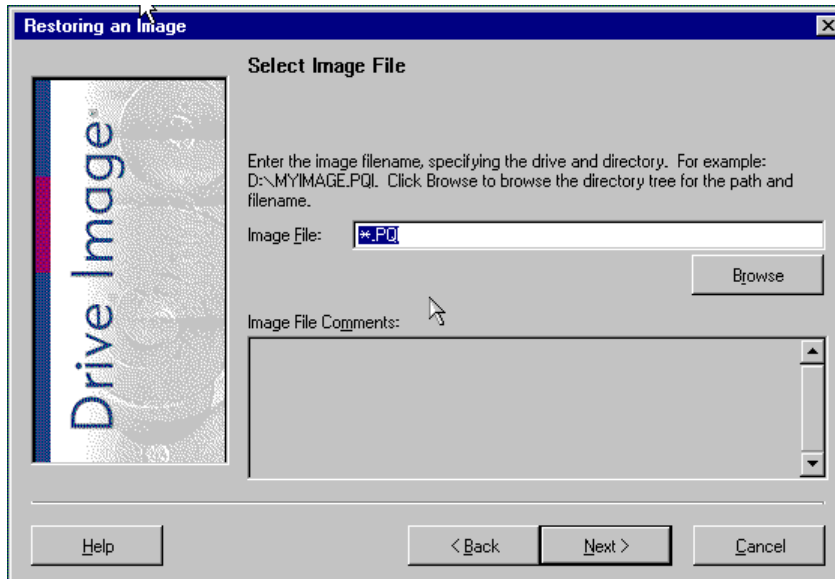 Restoring an Image
Drive Image®
Select Image File
Enter the image filename, specifying the drive and directory. For example:
D:\MYIMAGE.PQI. Click Browse to browse the directory tree for the path and
filename.
Image File:
*.PQI
Browse
Image File Comments:
Help
< Back
Next >
Cancel